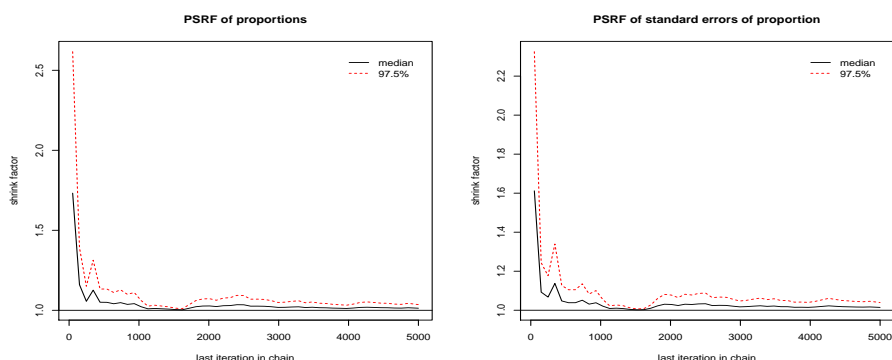 PSRF of proportions
median
97.5%
shrink factor
1.0
1.5
2.0
2.5
0 1000 2000 3000 4000 5000
last iteration in chain
PSRF of standard errors of proportion
median
97.5%
shrink factor
1.0
1.2
1.4
1.6
1.8
2.0
2.2
0 1000 2000 3000 4000 5000
last iteration in chain